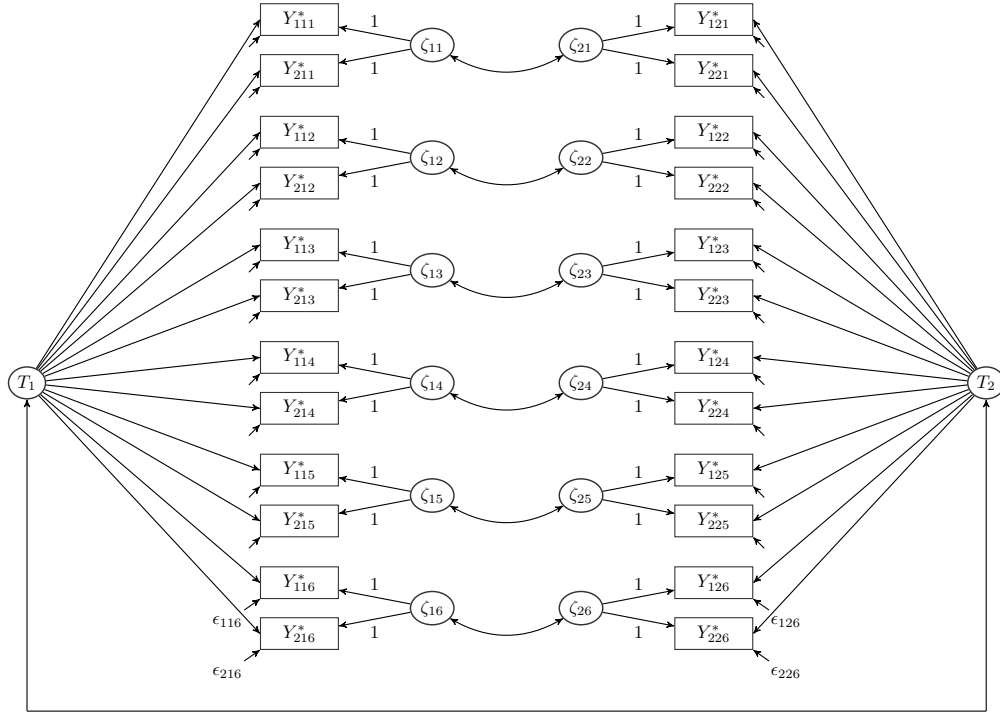 Y*₁₁₁ 1 ζ₁₁ ζ₂₁ 1 Y*₁₂₁
Y*₂₁₁ 1 1 Y*₂₂₁
Y*₁₁₂ 1 ζ₁₂ ζ₂₂ 1 Y*₁₂₂
Y*₂₁₂ 1 1 Y*₂₂₂
Y*₁₁₃ 1 ζ₁₃ ζ₂₃ 1 Y*₁₂₃
Y*₂₁₃ 1 1 Y*₂₂₃
Y*₁₁₄ 1 ζ₁₄ ζ₂₄ 1 Y*₁₂₄
T₁ T₂
Y*₂₁₄ 1 1 Y*₂₂₄
Y*₁₁₅ 1 ζ₁₅ ζ₂₅ 1 Y*₁₂₅
Y*₂₁₅ 1 1 Y*₂₂₅
Y*₁₁₆ 1 ζ₁₆ ζ₂₆ 1 Y*₁₂₆
ϵ₁₁₆ ϵ₁₂₆
Y*₂₁₆ 1 1 Y*₂₂₆
ϵ₂₁₆ ϵ₂₂₆